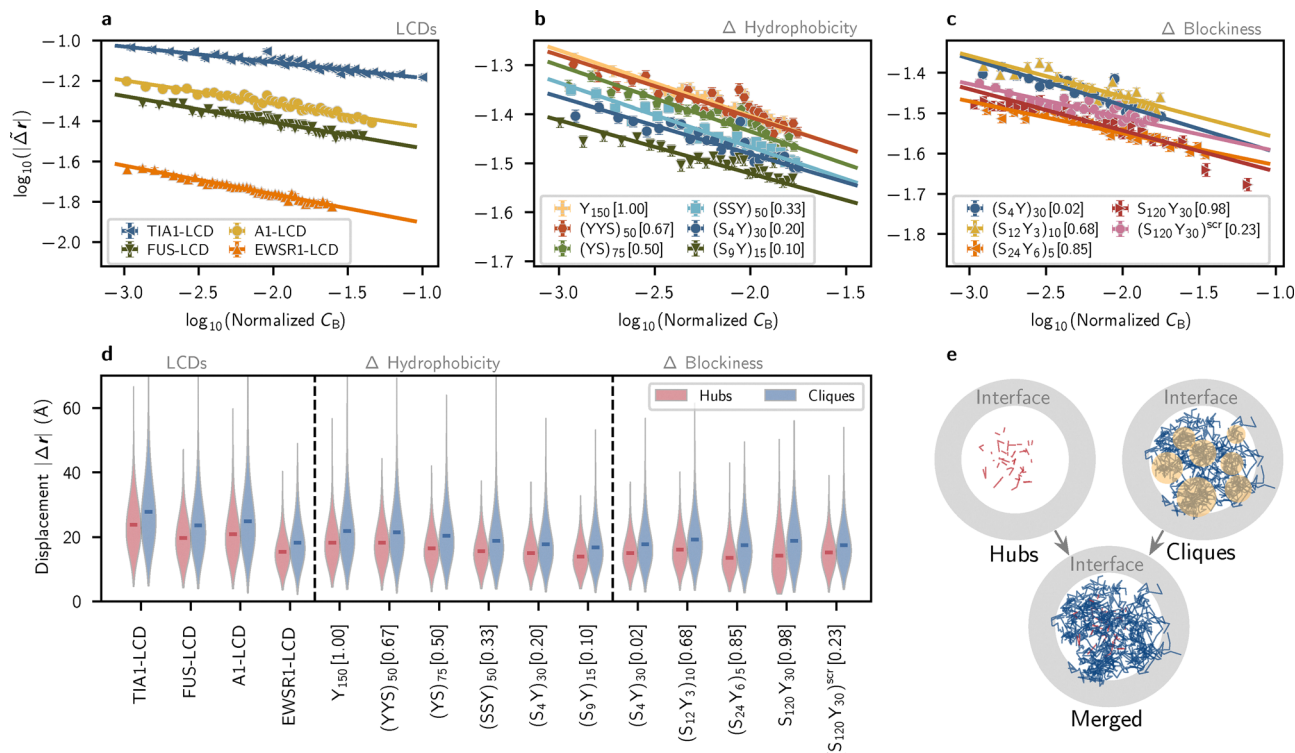 a
LCDs
−1.0
−1.2
−1.4
−1.6
−1.8
−2.0
log₁₀(|Δ̃r|)
TIA1-LCD
FUS-LCD
A1-LCD
EWSR1-LCD
−3.0 −2.5 −2.0 −1.5 −1.0
log₁₀(Normalized C_B)
b
Δ Hydrophobicity
−1.3
−1.4
−1.5
−1.6
−1.7
Y₁₅₀[1.00]
(YYS)₅₀[0.67]
(YS)₇₅[0.50]
(SSY)₅₀[0.33]
(S₄Y)₃₀[0.20]
(S₉Y)₁₅[0.10]
−3.0 −2.5 −2.0 −1.5
log₁₀(Normalized C_B)
c
Δ Blockiness
−1.4
−1.5
−1.6
−1.7
−1.8
(S₄Y)₃₀[0.02]
(S₁₂Y₃)₁₀[0.68]
(S₂₄Y₆)₅[0.85]
S₁₂₀Y₃₀[0.98]
(S₁₂₀Y₃₀)ˢᶜʳ[0.23]
−3.0 −2.5 −2.0 −1.5 −1.0
log₁₀(Normalized C_B)
d
LCDs
Δ Hydrophobicity
Δ Blockiness
Hubs
Cliques
Displacement |Δr| (Å)
60
40
20
0
TIA1-LCD
FUS-LCD
A1-LCD
EWSR1-LCD
Y₁₅₀[1.00]
(YYS)₅₀[0.67]
(YS)₇₅[0.50]
(SSY)₅₀[0.33]
(S₄Y)₃₀[0.20]
(S₉Y)₁₅[0.10]
(S₄Y)₃₀[0.02]
(S₁₂Y₃)₁₀[0.68]
(S₂₄Y₆)₅[0.85]
S₁₂₀Y₃₀[0.98]
(S₁₂₀Y₃₀)ˢᶜʳ[0.23]
e
Interface
Hubs
Interface
Cliques
Interface
Merged